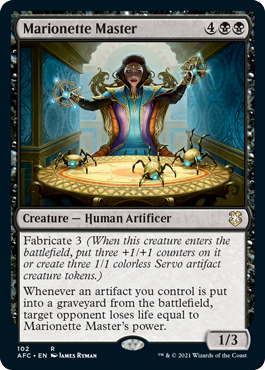 Marionette Master 4
Creature — Human Artificer
Fabricate 3 (When this creature enters the
battlefield, put three +1/+1 counters on it
or create three 1/1 colorless Servo artifact
creature tokens.)
Whenever an artifact you control is put
into a graveyard from the battlefield,
target opponent loses life equal to
Marionette Master's power.
1/3
102 R
AFC • EN JAMES RYMAN
™ & © 2021 Wizards of the Coast